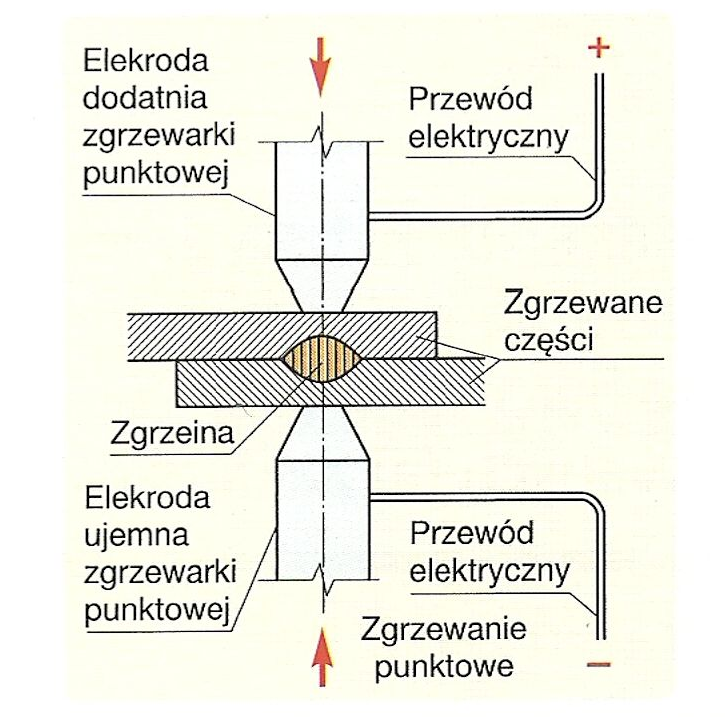 Elekroda
dodatnia
zgrzewarki
punktowej
+
Przewód
elektryczny
Zgrzewane
części
Zgrzeina
Elekroda
ujemna
zgrzewarki
punktowej
Przewód
elektryczny
Zgrzewanie
punktowe
−